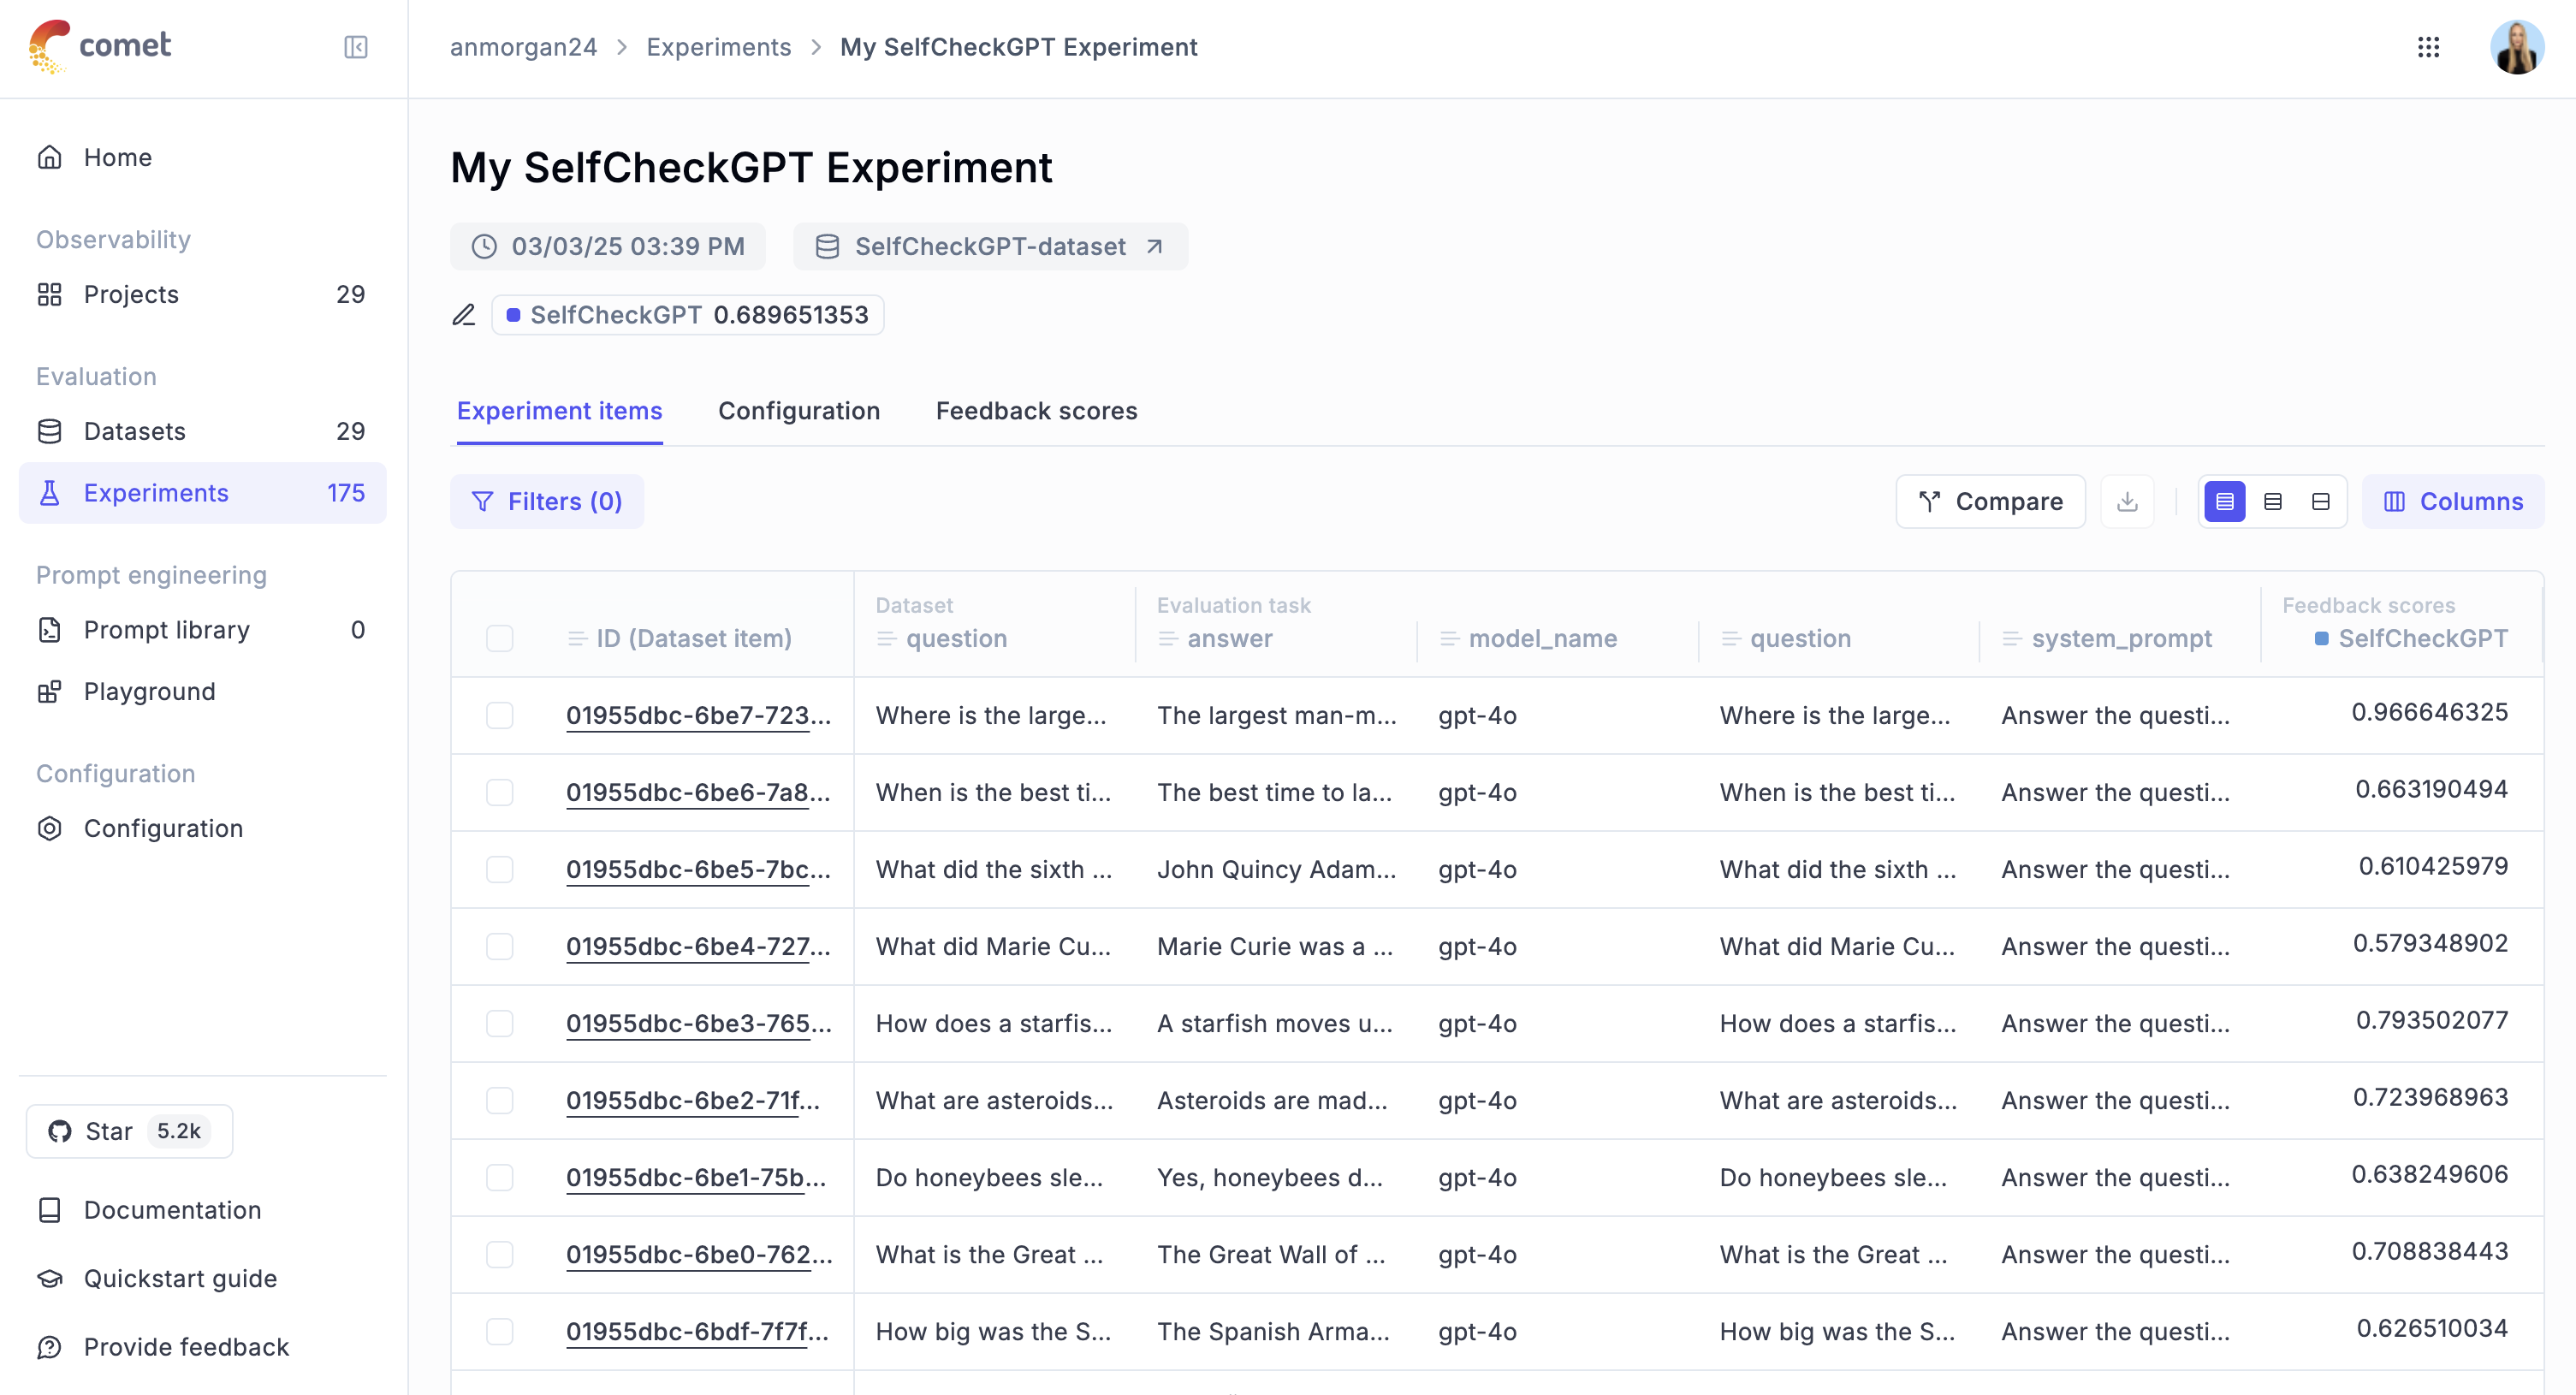 comet
anmorgan24 > Experiments > My SelfCheckGPT Experiment
Home
Observability
Projects 29
Evaluation
Datasets 29
Experiments 175
Prompt engineering
Prompt library 0
Playground
Configuration
Configuration
Star 5.2k
Documentation
Quickstart guide
Provide feedback
My SelfCheckGPT Experiment
03/03/25 03:39 PM SelfCheckGPT-dataset
SelfCheckGPT 0.689651353
Experiment items Configuration Feedback scores
Filters (0) Compare Columns
Dataset Evaluation task Feedback scores
ID (Dataset item) question answer model_name question system_prompt SelfCheckGPT
01955dbc-6be7-723... Where is the large... The largest man-m... gpt-4o Where is the large... Answer the questi... 0.966646325
01955dbc-6be6-7a8... When is the best ti... The best time to la... gpt-4o When is the best ti... Answer the questi... 0.663190494
01955dbc-6be5-7bc... What did the sixth ... John Quincy Adam... gpt-4o What did the sixth ... Answer the questi... 0.610425979
01955dbc-6be4-727... What did Marie Cu... Marie Curie was a ... gpt-4o What did Marie Cu... Answer the questi... 0.579348902
01955dbc-6be3-765... How does a starfis... A starfish moves u... gpt-4o How does a starfis... Answer the questi... 0.793502077
01955dbc-6be2-71f... What are asteroids... Asteroids are mad... gpt-4o What are asteroids... Answer the questi... 0.723968963
01955dbc-6be1-75b... Do honeybees sle... Yes, honeybees d... gpt-4o Do honeybees sle... Answer the questi... 0.638249606
01955dbc-6be0-762... What is the Great ... The Great Wall of ... gpt-4o What is the Great ... Answer the questi... 0.708838443
01955dbc-6bdf-7f7f... How big was the S... The Spanish Arma... gpt-4o How big was the S... Answer the questi... 0.626510034